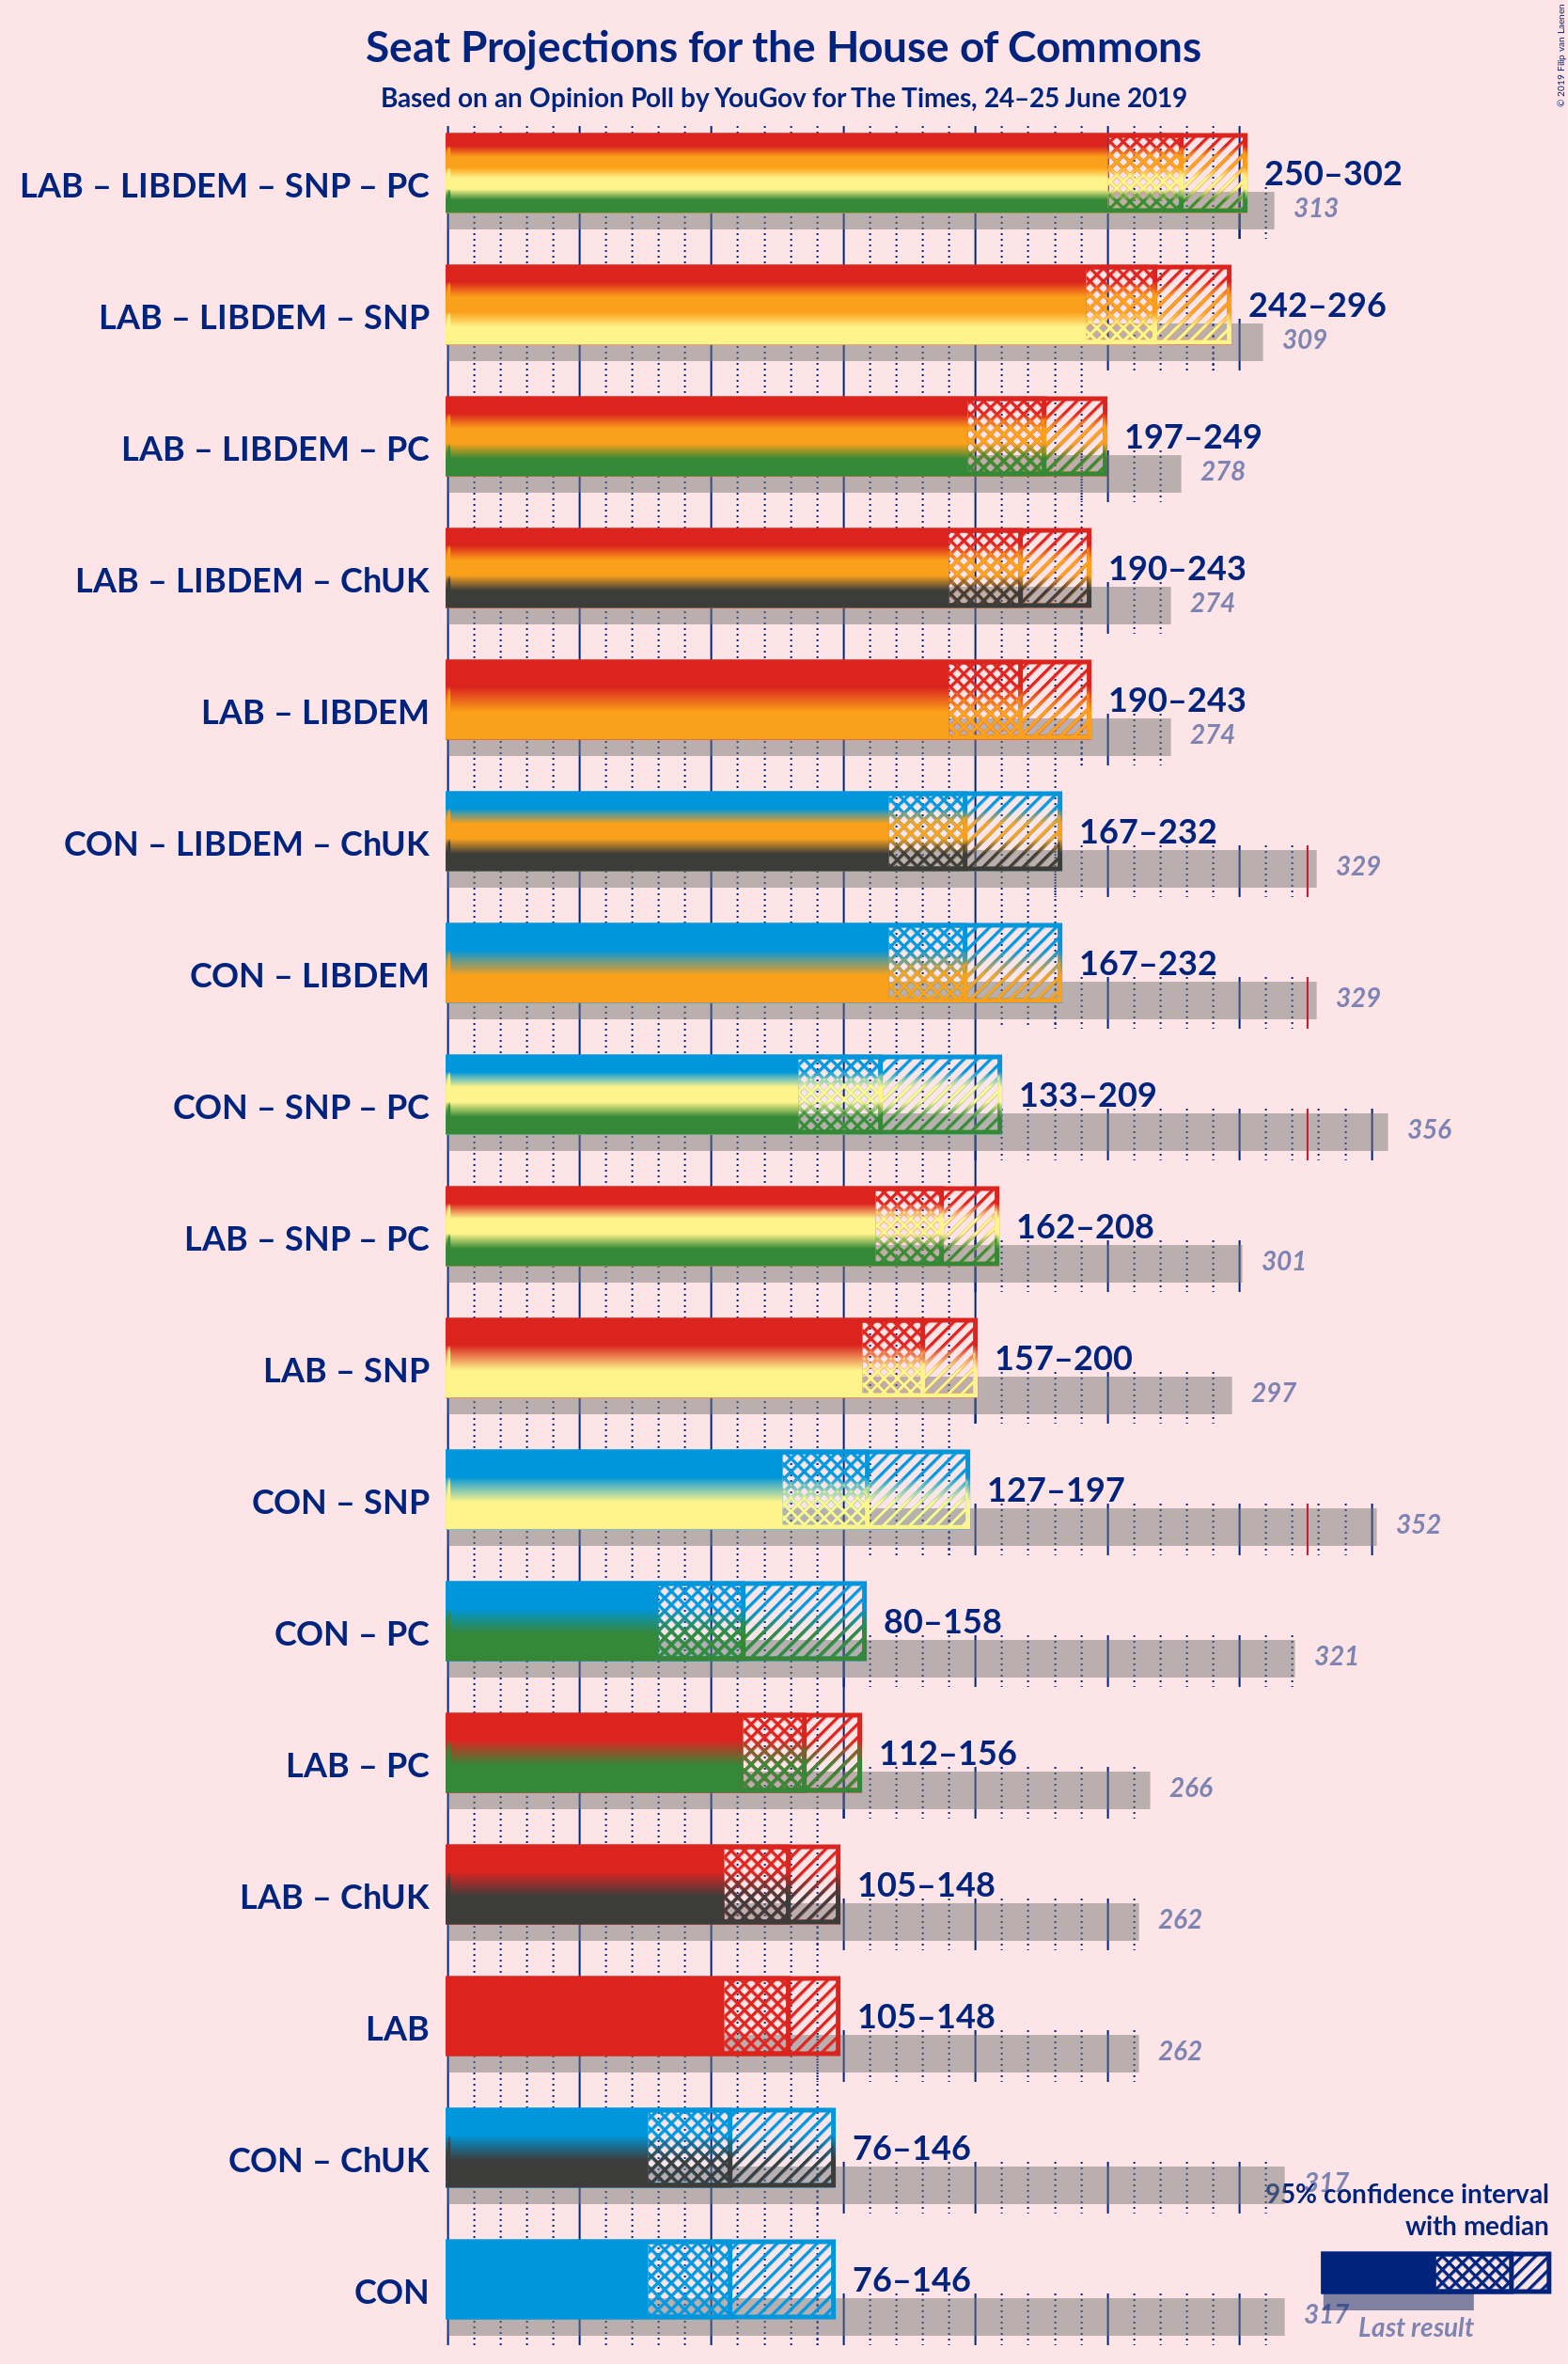 Seat Projections for the House of Commons
Based on an Opinion Poll by YouGov for The Times, 24–25 June 2019
© 2019 Filip van Laenen
LAB – LIBDEM – SNP – PC
250–302
313
LAB – LIBDEM – SNP
242–296
309
LAB – LIBDEM – PC
197–249
278
LAB – LIBDEM – ChUK
190–243
274
LAB – LIBDEM
190–243
274
CON – LIBDEM – ChUK
167–232
329
CON – LIBDEM
167–232
329
CON – SNP – PC
133–209
356
LAB – SNP – PC
162–208
301
LAB – SNP
157–200
297
CON – SNP
127–197
352
CON – PC
80–158
321
LAB – PC
112–156
266
LAB – ChUK
105–148
262
LAB
105–148
262
CON – ChUK
76–146
317
CON
76–146
317
95% confidence interval
with median
Last result